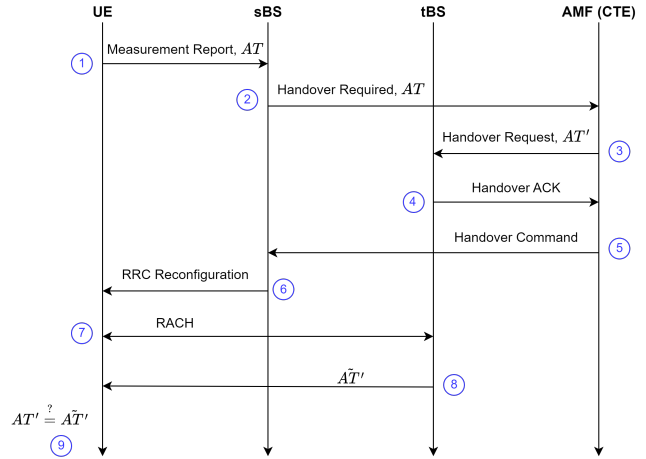 UE sBS tBS AMF (CTE)
Measurement Report, AT
1
Handover Required, AT
2
Handover Request, AT′
3
Handover ACK
4
Handover Command
5
RRC Reconfiguration
6
RACH
7
ÃT′
8
AT′ ≟ ÃT′
9